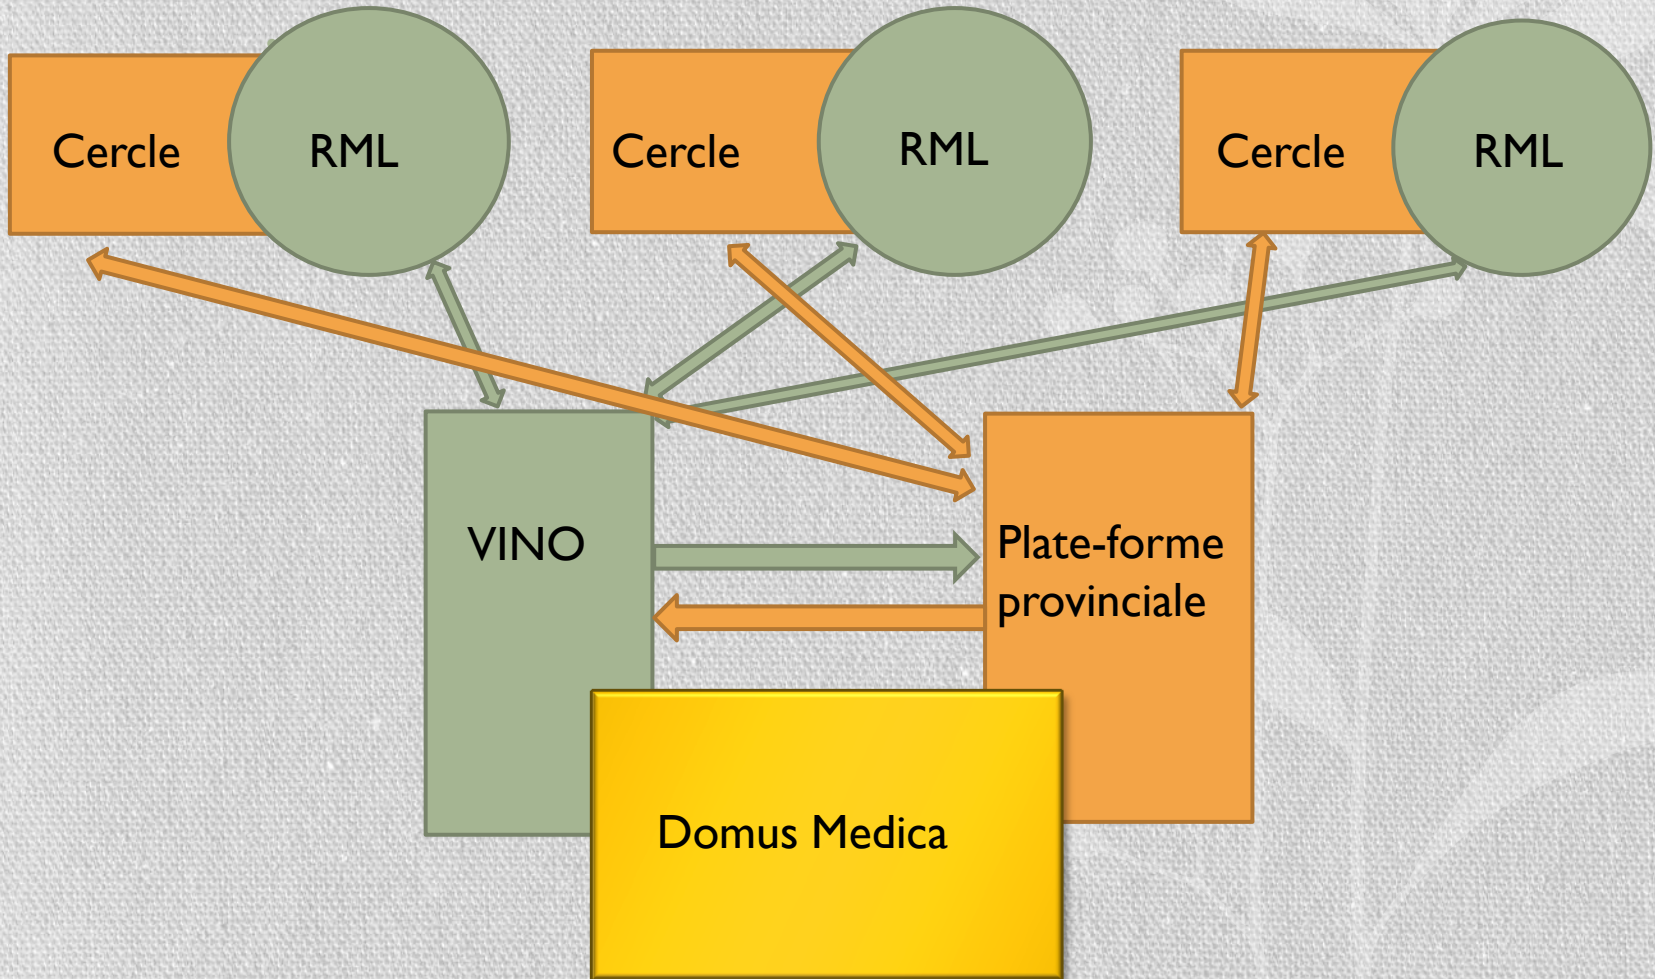 Cercle
RML
Cercle
RML
Cercle
RML
VINO
Plate-forme
provinciale
Domus Medica